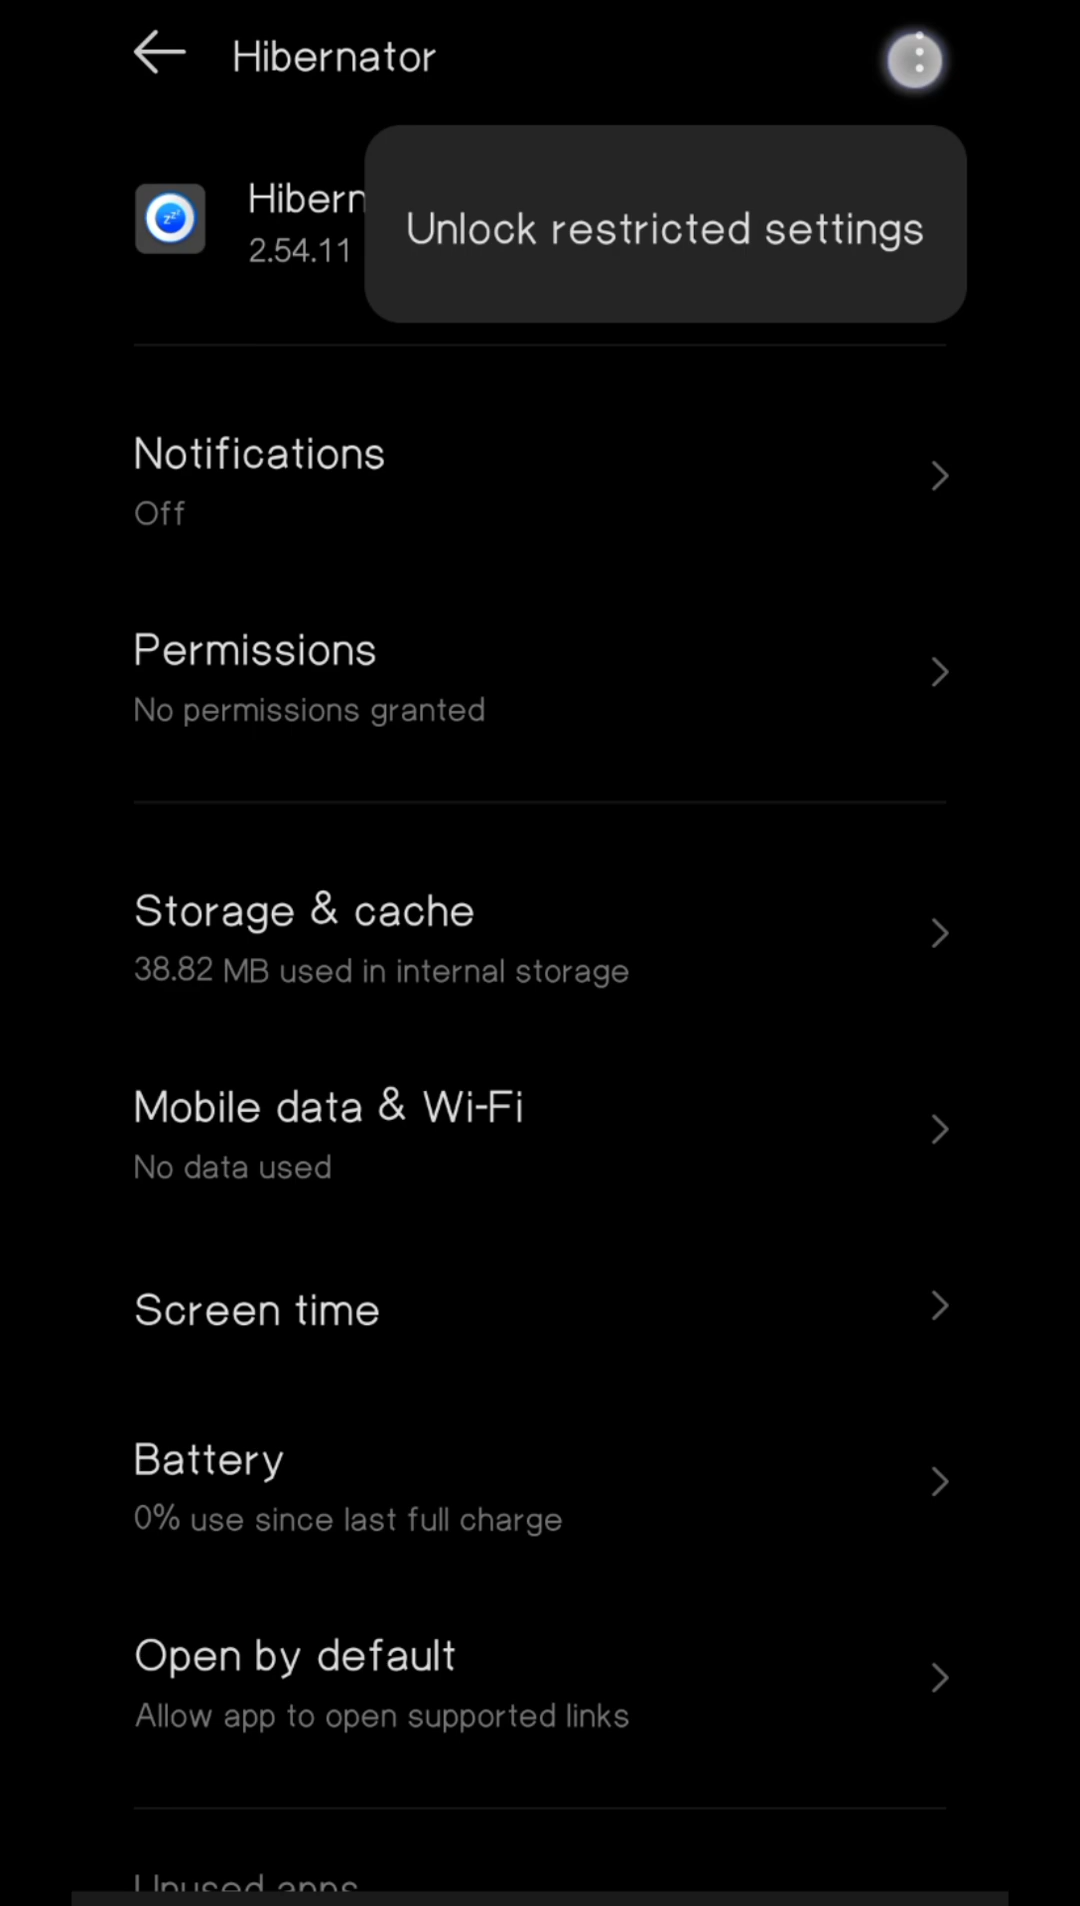 Hibernator
Hibern
2.54.11
Unlock restricted settings
Notifications
Off
Permissions
No permissions granted
Storage & cache
38.82 MB used in internal storage
Mobile data & Wi-Fi
No data used
Screen time
Battery
0% use since last full charge
Open by default
Allow app to open supported links
Unused apps